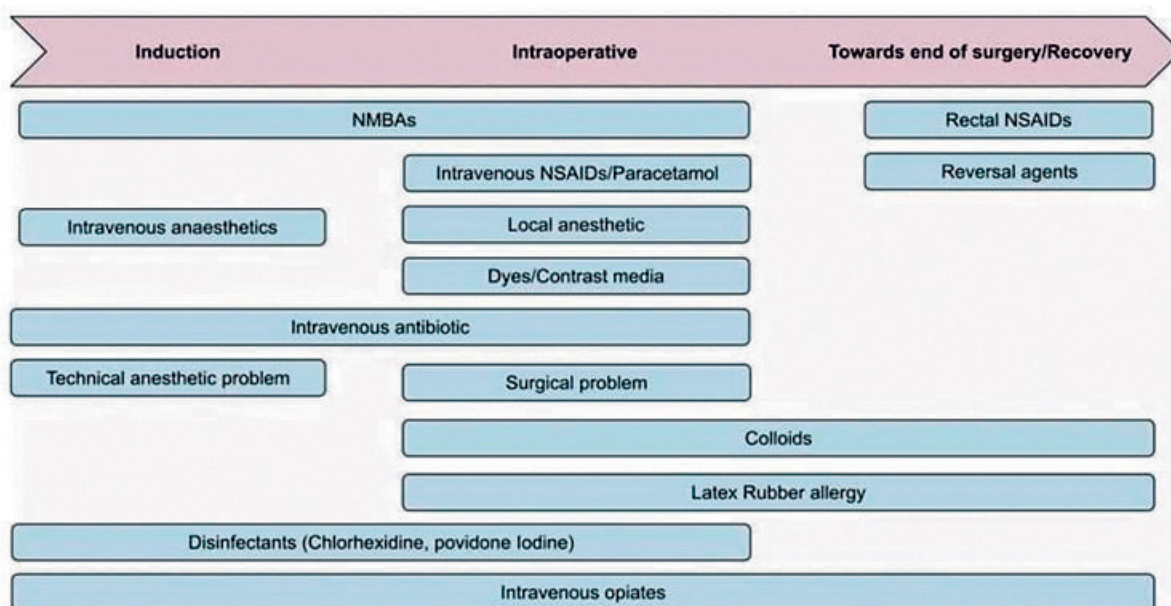 Induction Intraoperative Towards end of surgery/Recovery
NMBAs Rectal NSAIDs
Intravenous NSAIDs/Paracetamol Reversal agents
Intravenous anaesthetics Local anesthetic
Dyes/Contrast media
Intravenous antibiotic
Technical anesthetic problem Surgical problem
Colloids
Latex Rubber allergy
Disinfectants (Chlorhexidine, povidone Iodine)
Intravenous opiates